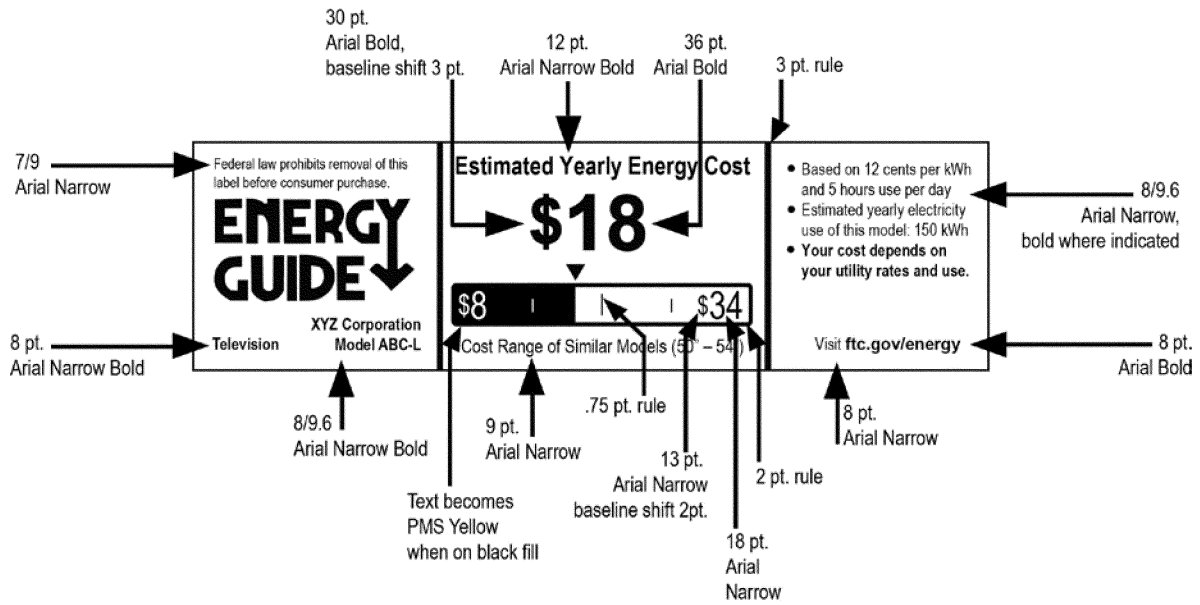 30 pt.
Arial Bold,
baseline shift 3 pt.
12 pt.
Arial Narrow Bold
36 pt.
Arial Bold
3 pt. rule
7/9
Arial Narrow
Federal law prohibits removal of this
label before consumer purchase.
ENERGY
GUIDE
XYZ Corporation
Television
Model ABC-L
Estimated Yearly Energy Cost
$18
$8
$34
Cost Range of Similar Models (50" – 54")
• Based on 12 cents per kWh
and 5 hours use per day
• Estimated yearly electricity
use of this model: 150 kWh
• Your cost depends on
your utility rates and use.
Visit ftc.gov/energy
8/9.6
Arial Narrow,
bold where indicated
8 pt.
Arial Narrow Bold
8 pt.
Arial Bold
8/9.6
Arial Narrow Bold
9 pt.
Arial Narrow
.75 pt. rule
8 pt.
Arial Narrow
Text becomes
PMS Yellow
when on black fill
13 pt.
Arial Narrow
baseline shift 2pt.
2 pt. rule
18 pt.
Arial
Narrow